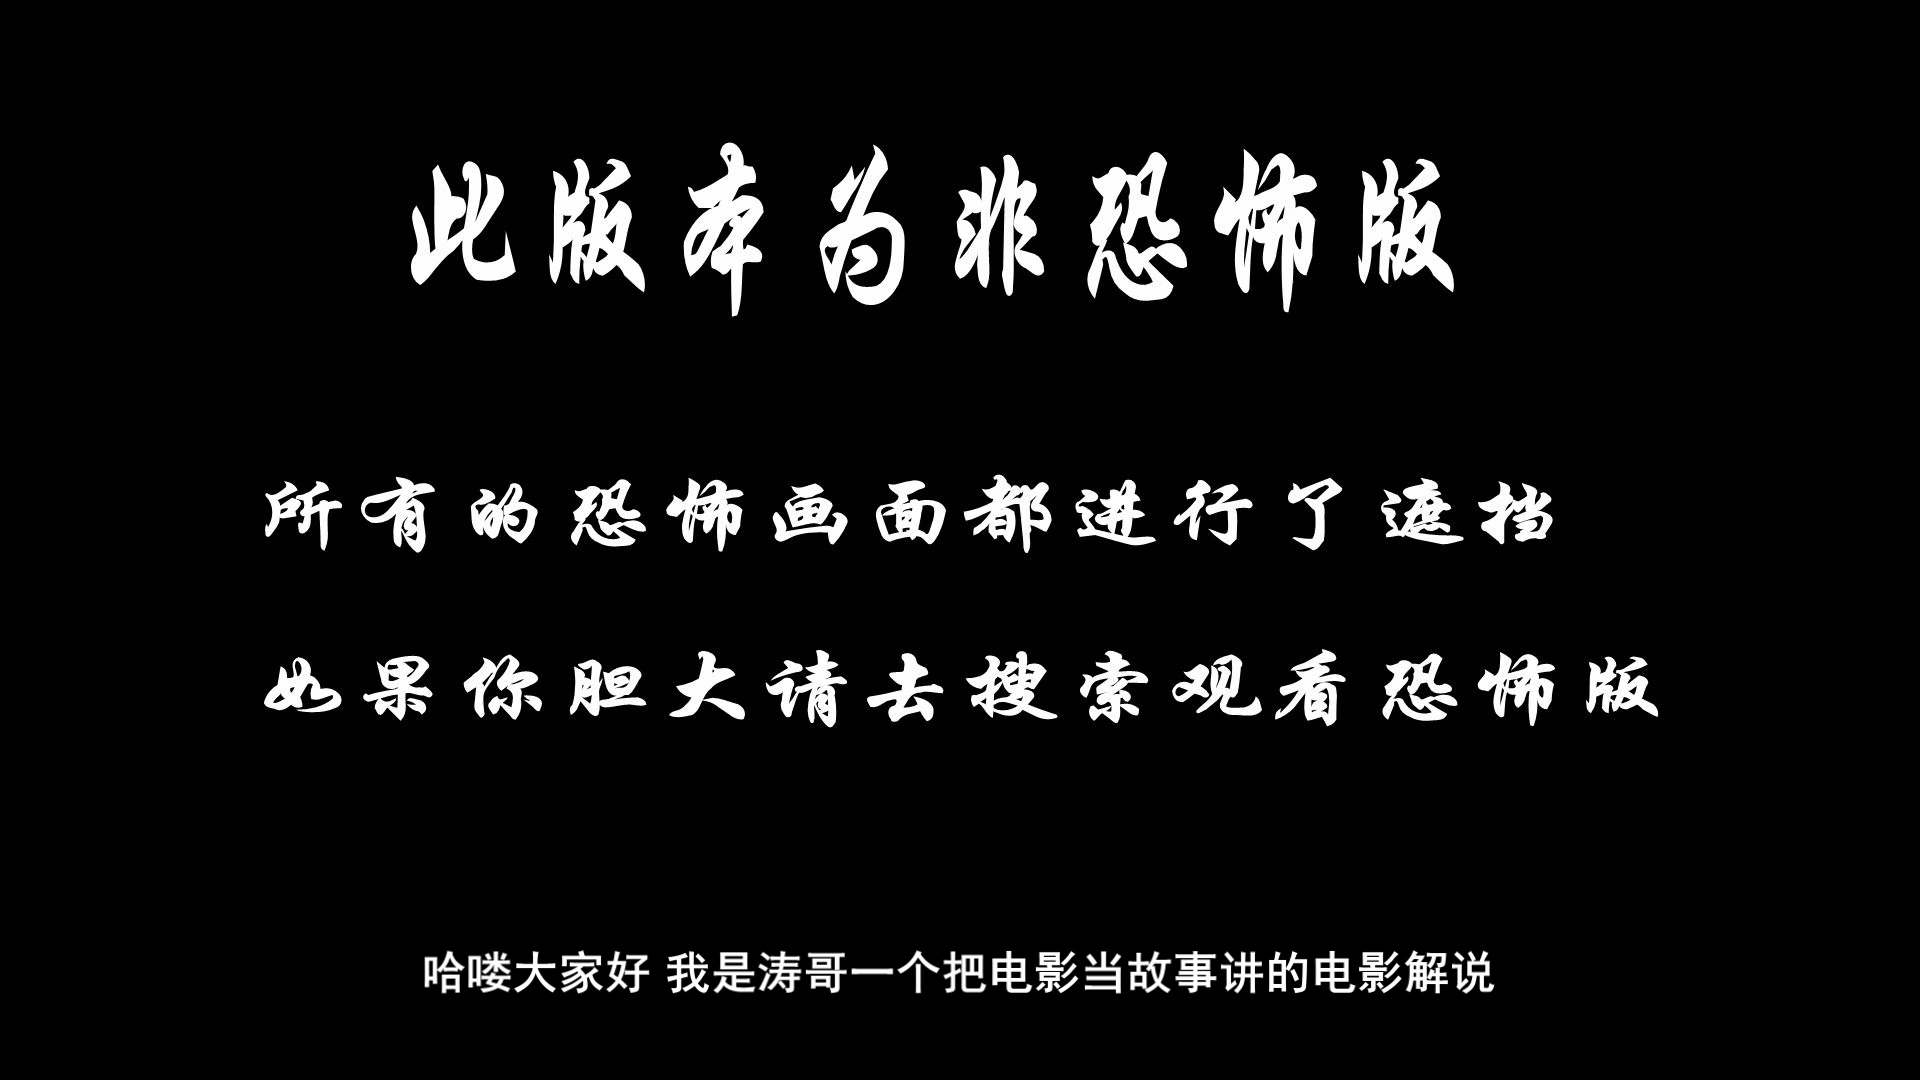 此版本为非恐怖版
所有的恐怖画面都进行了遮挡
如果你胆大请去搜索观看恐怖版
哈喽大家好 我是涛哥一个把电影当故事讲的电影解说